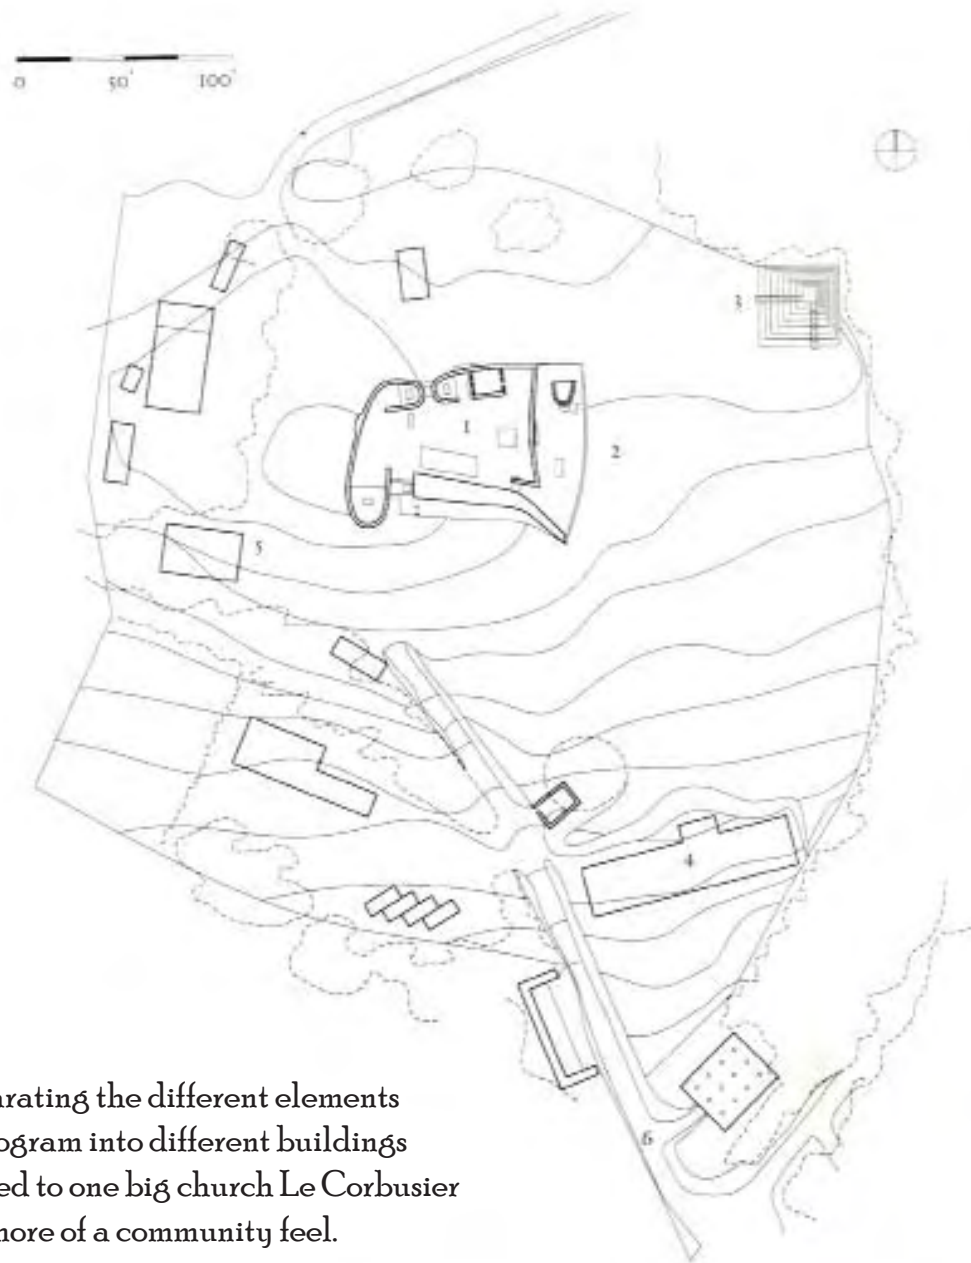 0 50' 100'
3
1
2
5
4
6
arating the different elements
ogram into different buildings
ed to one big church Le Corbusier
more of a community feel.